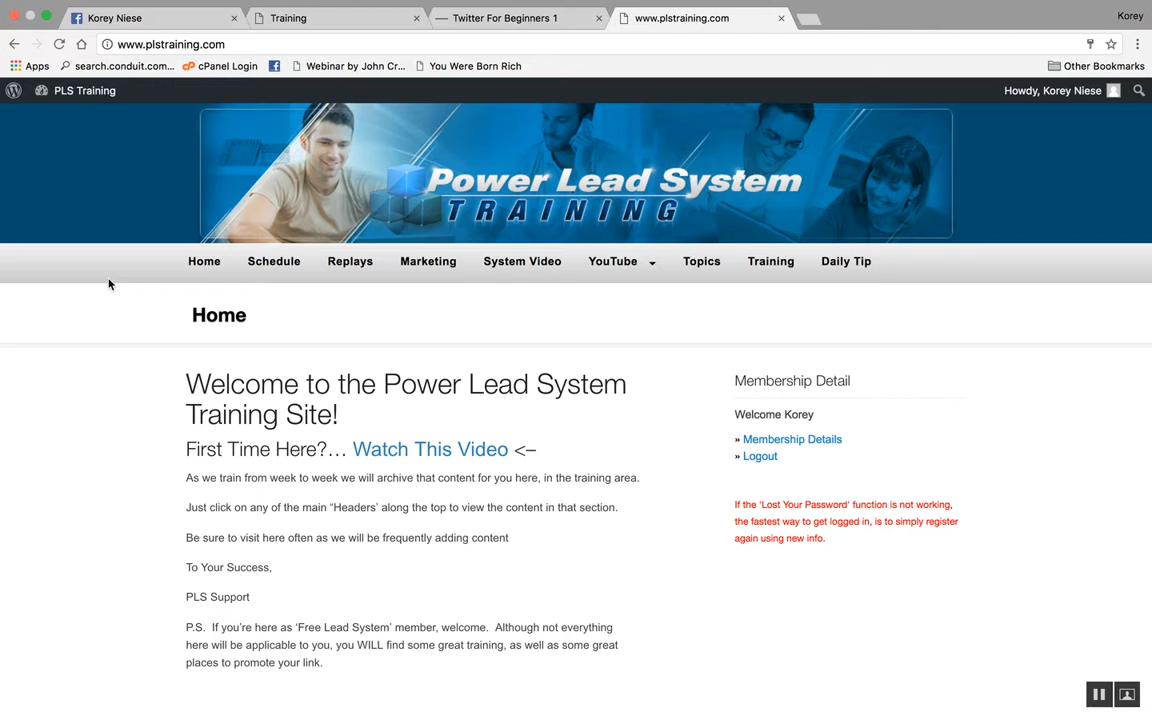 Korey Niese
Training
Twitter For Beginners 1
www.plstraining.com
Korey
www.plstraining.com
Apps
search.conduit.com...
cPanel Login
Webinar by John Cr...
You Were Born Rich
Other Bookmarks
PLS Training
Howdy, Korey Niese
Power Lead System
TRAINING
Home Schedule Replays Marketing System Video YouTube Topics Training Daily Tip
Home
Welcome to the Power Lead System
Training Site!
First Time Here?… Watch This Video <–
As we train from week to week we will archive that content for you here, in the training area.
Just click on any of the main “Headers’ along the top to view the content in that section.
Be sure to visit here often as we will be frequently adding content
To Your Success,
PLS Support
P.S.  If you’re here as ‘Free Lead System’ member, welcome.  Although not everything
here will be applicable to you, you WILL find some great training, as well as some great
places to promote your link.
Membership Detail
Welcome Korey
» Membership Details
» Logout
If the ‘Lost Your Password’ function is not working,
the fastest way to get logged in, is to simply register
again using new info.